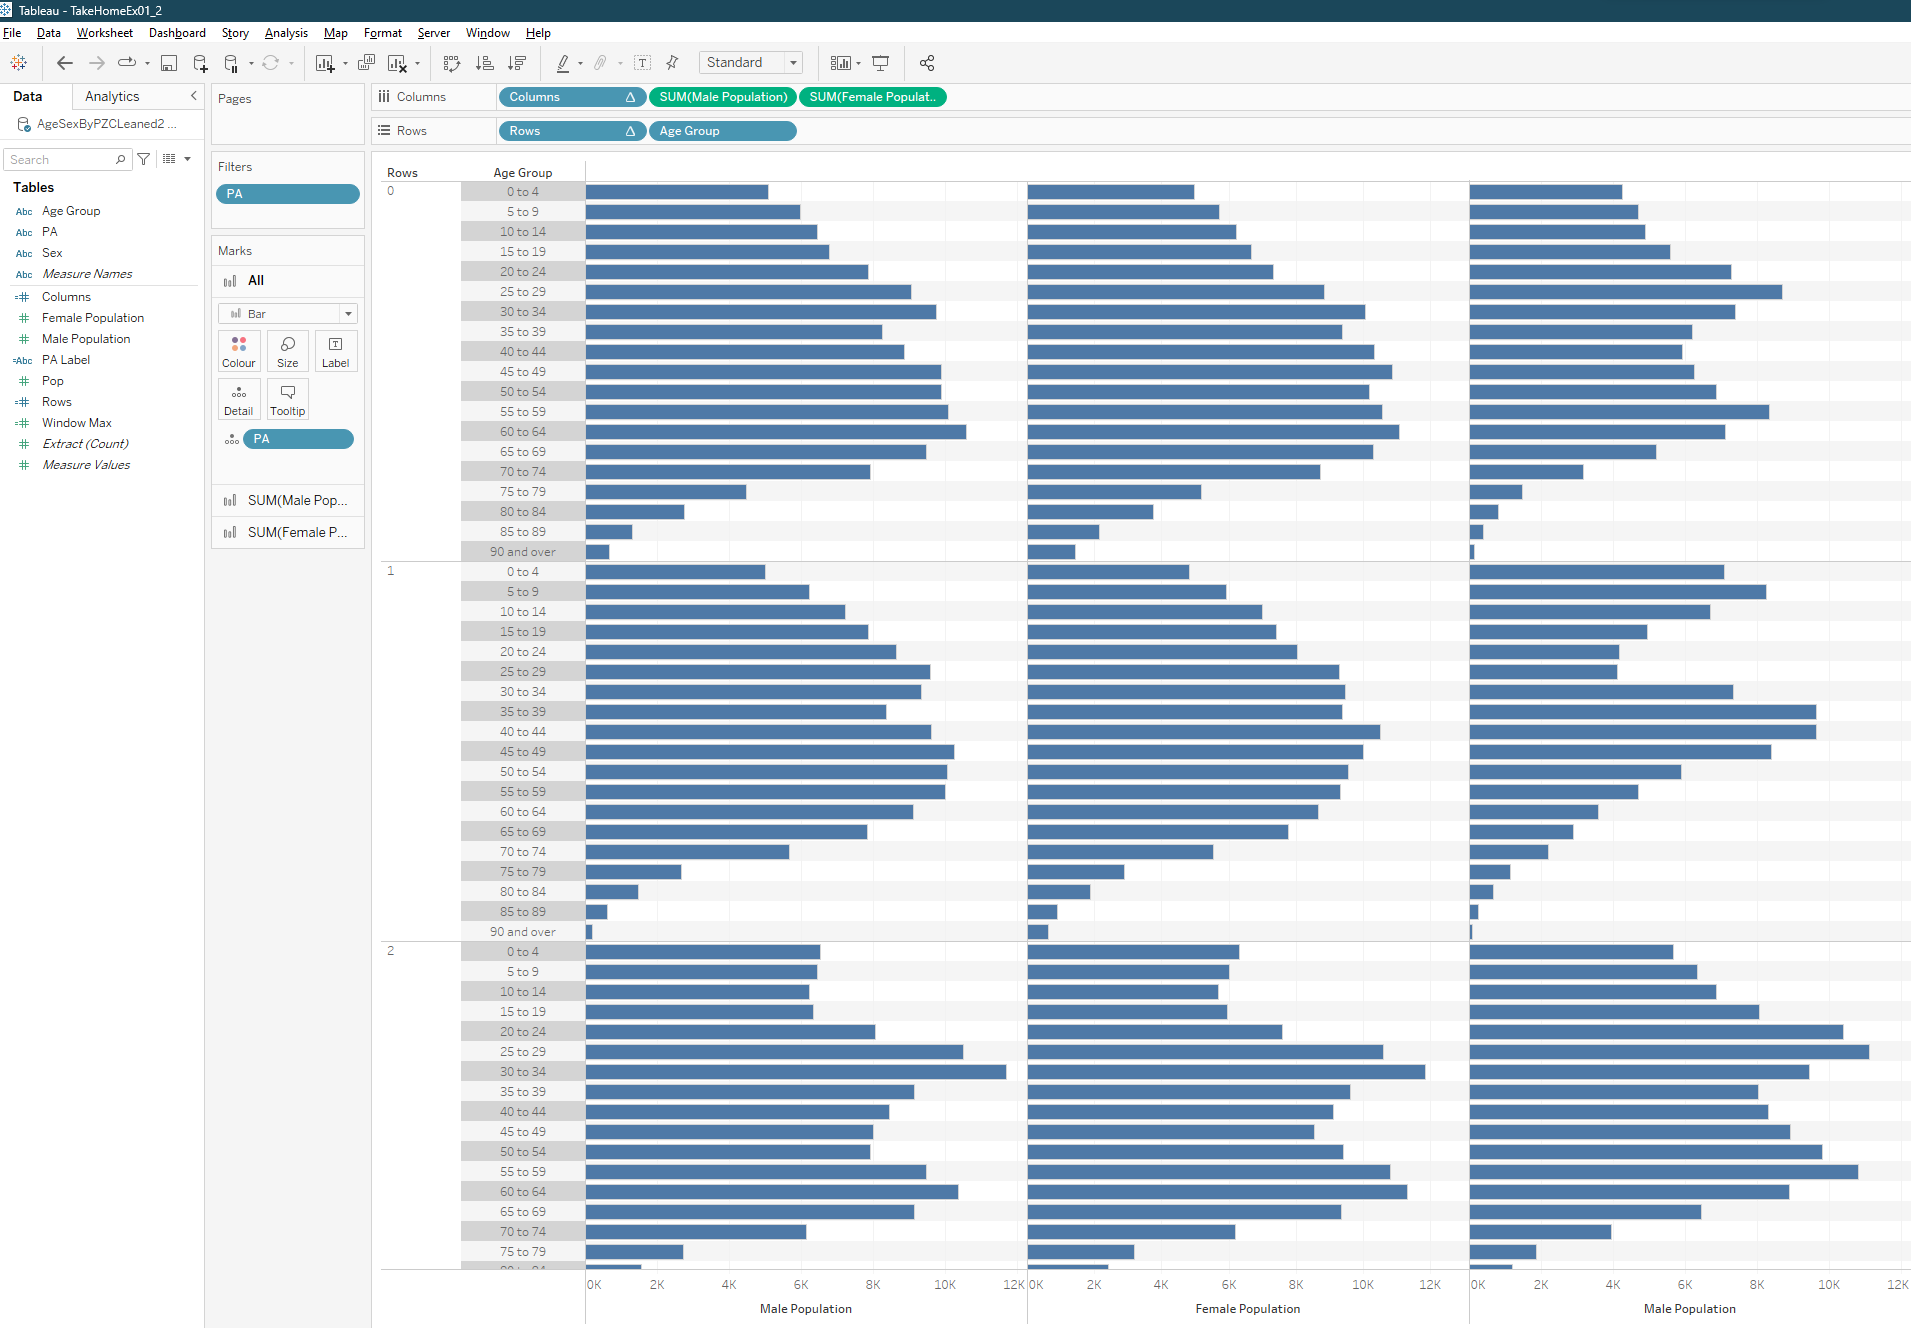 Tableau - TakeHomeEx01_2
File Data Worksheet Dashboard Story Analysis Map Format Server Window Help
Standard
Data Analytics
AgeSexByPZCLeaned2 ...
Search
Tables
Abc Age Group
Abc PA
Abc Sex
Abc Measure Names
=# Columns
# Female Population
# Male Population
=Abc PA Label
# Pop
=# Rows
=# Window Max
# Extract (Count)
# Measure Values
Pages
Filters
PA
Marks
All
Bar
Colour Size Label
Detail Tooltip
PA
SUM(Male Pop...
SUM(Female P...
Columns Columns Δ SUM(Male Population) SUM(Female Populat..
Rows Rows Δ Age Group
Rows Age Group
0 0 to 4
5 to 9
10 to 14
15 to 19
20 to 24
25 to 29
30 to 34
35 to 39
40 to 44
45 to 49
50 to 54
55 to 59
60 to 64
65 to 69
70 to 74
75 to 79
80 to 84
85 to 89
90 and over
1 0 to 4
5 to 9
10 to 14
15 to 19
20 to 24
25 to 29
30 to 34
35 to 39
40 to 44
45 to 49
50 to 54
55 to 59
60 to 64
65 to 69
70 to 74
75 to 79
80 to 84
85 to 89
90 and over
2 0 to 4
5 to 9
10 to 14
15 to 19
20 to 24
25 to 29
30 to 34
35 to 39
40 to 44
45 to 49
50 to 54
55 to 59
60 to 64
65 to 69
70 to 74
75 to 79
0K 2K 4K 6K 8K 10K 12K 0K 2K 4K 6K 8K 10K 12K 0K 2K 4K 6K 8K 10K 12K
Male Population Female Population Male Population